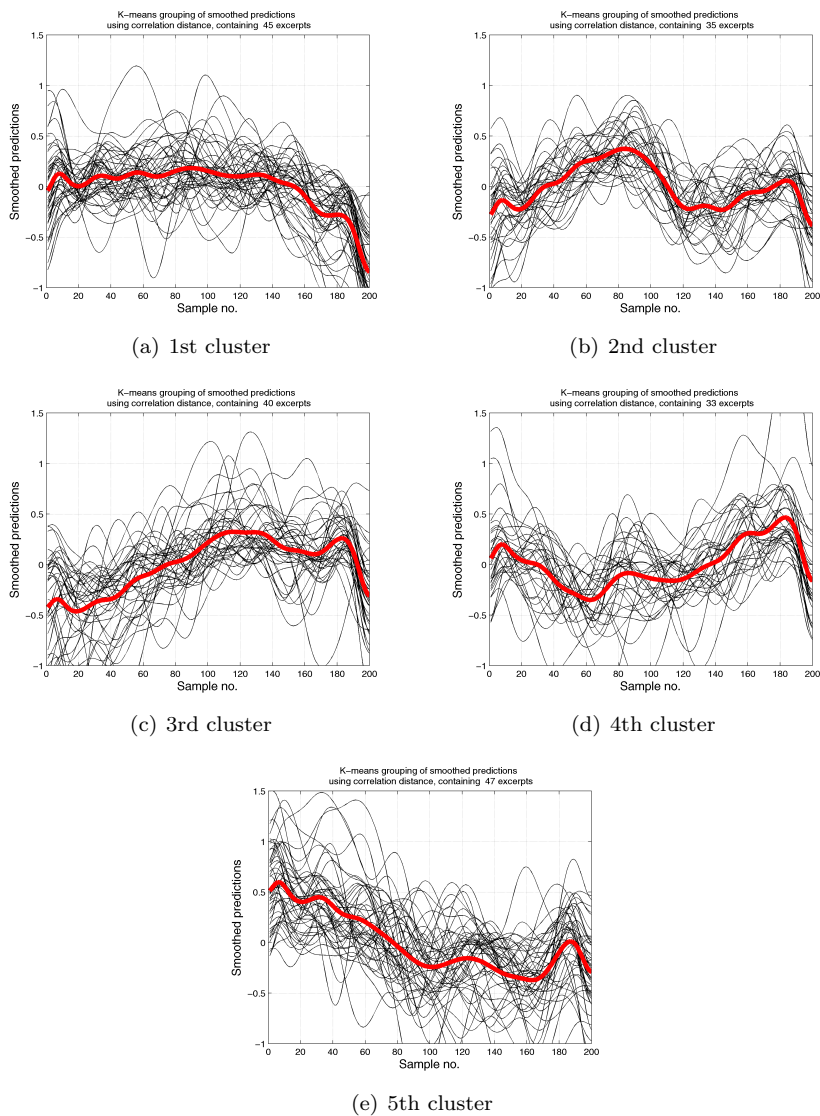 K−means grouping of smoothed predictions
using correlation distance, containing 45 excerpts
1.5
1
0.5
0
−0.5
−1
Smoothed predictions
0 20 40 60 80 100 120 140 160 180 200
Sample no.
(a) 1st cluster
K−means grouping of smoothed predictions
using correlation distance, containing 35 excerpts
1.5
1
0.5
0
−0.5
−1
Smoothed predictions
0 20 40 60 80 100 120 140 160 180 200
Sample no.
(b) 2nd cluster
K−means grouping of smoothed predictions
using correlation distance, containing 40 excerpts
1.5
1
0.5
0
−0.5
−1
Smoothed predictions
0 20 40 60 80 100 120 140 160 180 200
Sample no.
(c) 3rd cluster
K−means grouping of smoothed predictions
using correlation distance, containing 33 excerpts
1.5
1
0.5
0
−0.5
−1
Smoothed predictions
0 20 40 60 80 100 120 140 160 180 200
Sample no.
(d) 4th cluster
K−means grouping of smoothed predictions
using correlation distance, containing 47 excerpts
1.5
1
0.5
0
−0.5
−1
Smoothed predictions
0 20 40 60 80 100 120 140 160 180 200
Sample no.
(e) 5th cluster